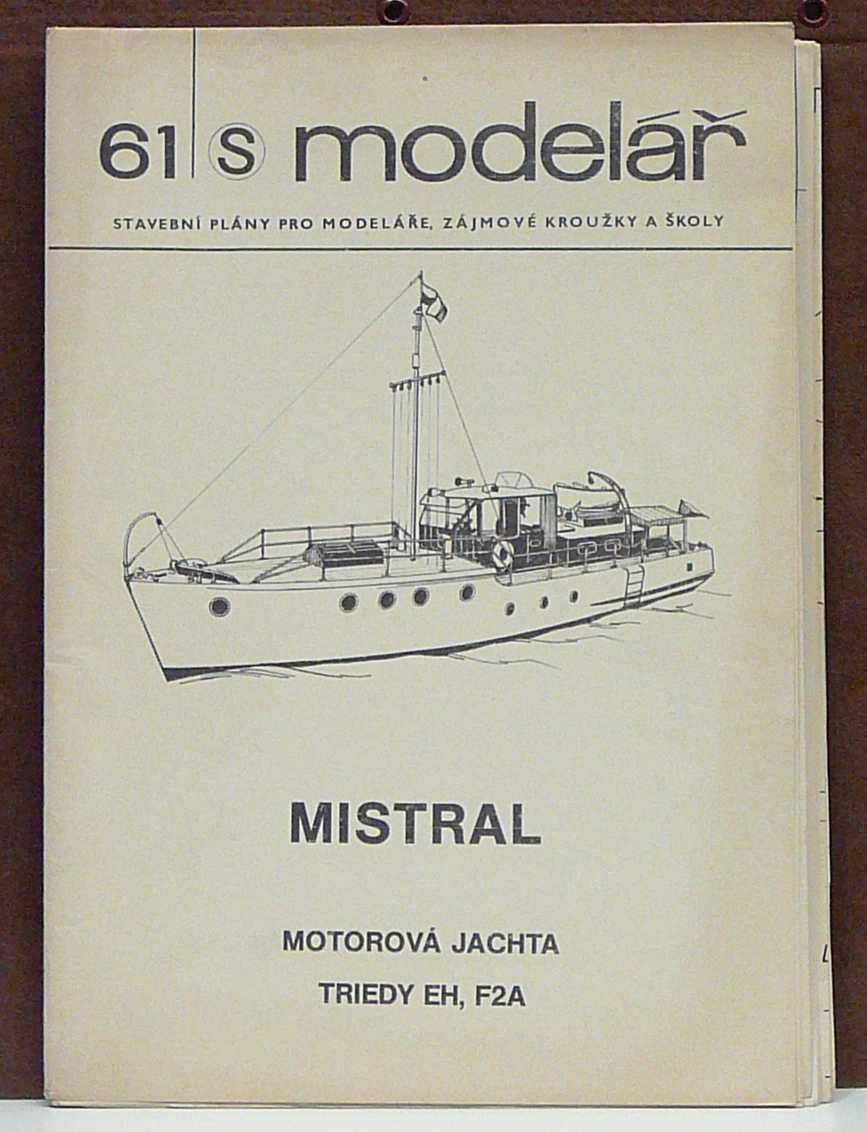 61 s modelář
STAVEBNÍ PLÁNY PRO MODELÁŘE, ZÁJMOVÉ KROUŽKY A ŠKOLY
MISTRAL
MOTOROVÁ JACHTA
TRIEDY EH, F2A